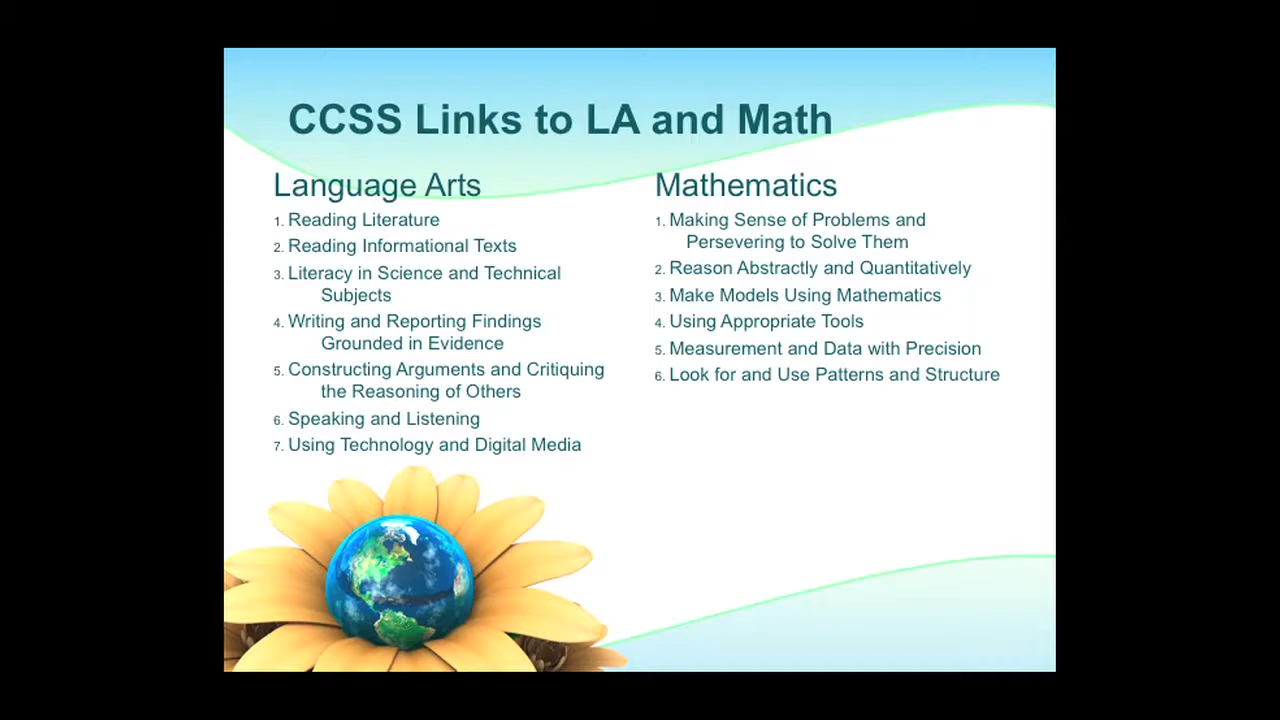 CCSS Links to LA and Math
Language Arts
1. Reading Literature
2. Reading Informational Texts
3. Literacy in Science and Technical
Subjects
4. Writing and Reporting Findings
Grounded in Evidence
5. Constructing Arguments and Critiquing
the Reasoning of Others
6. Speaking and Listening
7. Using Technology and Digital Media
Mathematics
1. Making Sense of Problems and
Persevering to Solve Them
2. Reason Abstractly and Quantitatively
3. Make Models Using Mathematics
4. Using Appropriate Tools
5. Measurement and Data with Precision
6. Look for and Use Patterns and Structure